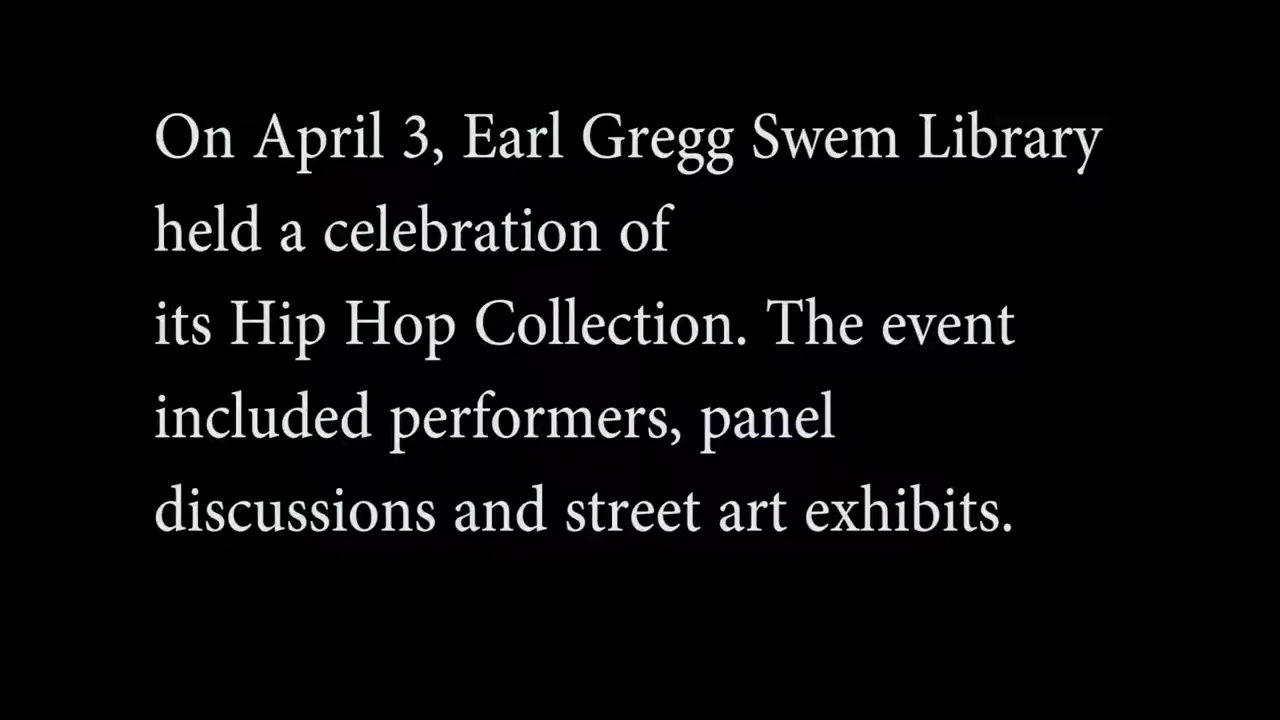 On April 3, Earl Gregg Swem Library
held a celebration of
its Hip Hop Collection. The event
included performers, panel
discussions and street art exhibits.